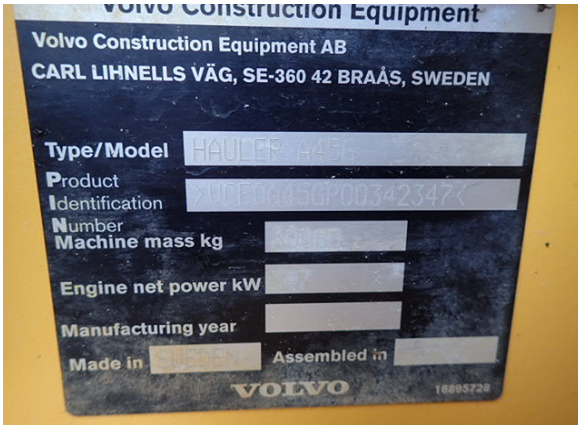 Volvo Construction Equipment
Volvo Construction Equipment AB
CARL LIHNELLS VÄG, SE-360 42 BRAÅS, SWEDEN
Type/Model HAULER A45G
Product
Identification >VCE0A45GP00342347<
Number
Machine mass kg
Engine net power kW
Manufacturing year
Made in SWEDEN Assembled in
VOLVO 16895728